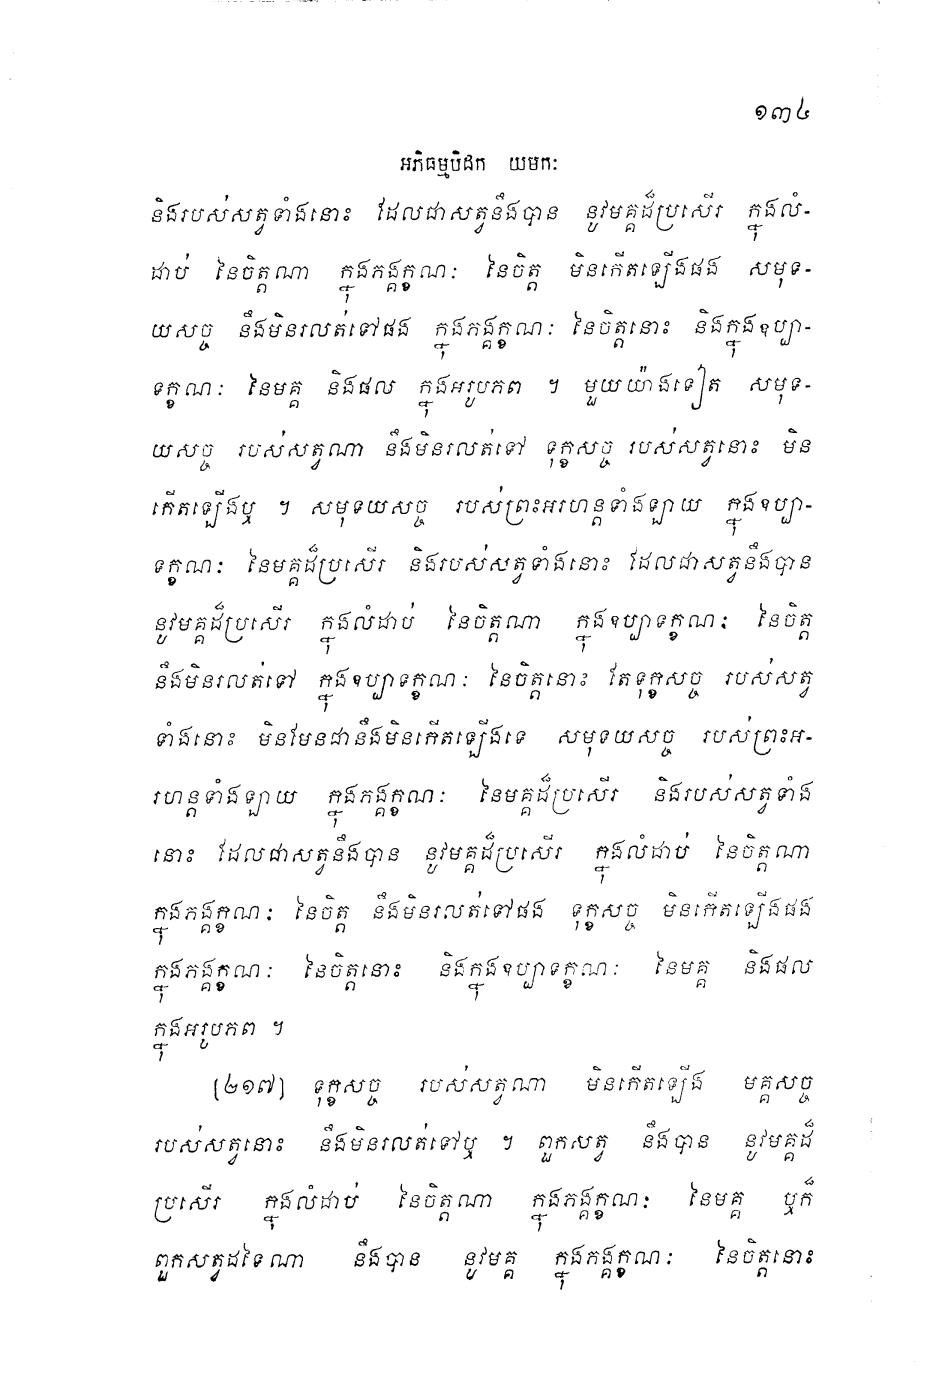 ១៣៤
អភិធម្មបិដក យមកៈ
និងរបស់សត្វទាំងនោះ ដែលជាសត្វនឹងបាន នូវមគ្គដ៏ប្រសើរ ក្នុងលំ-
ដាប់ នៃចិត្តណា ក្នុងភង្គក្ខណៈ នៃចិត្ត មិនកើតឡើងផង សមុទ-
យសច្ច នឹងមិនរលត់ទៅផង ក្នុងភង្គក្ខណៈ នៃចិត្តនោះ និងក្នុងឧប្បា-
ទក្ខណៈ នៃមគ្គ និងផល ក្នុងអរូបភព ។ មួយយ៉ាងទៀត សមុទ-
យសច្ច របស់សត្វណា នឹងមិនរលត់ទៅ ទុក្ខសច្ច របស់សត្វនោះ មិន
កើតឡើងឬ ។ សមុទយសច្ច របស់ព្រះអរហន្តទាំងឡាយ ក្នុងឧប្បា-
ទក្ខណៈ នៃមគ្គដ៏ប្រសើរ និងរបស់សត្វទាំងនោះ ដែលជាសត្វនឹងបាន
នូវមគ្គដ៏ប្រសើរ ក្នុងលំដាប់ នៃចិត្តណា ក្នុងឧប្បាទក្ខណៈ នៃចិត្ត
នឹងមិនរលត់ទៅ ក្នុងឧប្បាទក្ខណៈ នៃចិត្តនោះ តែទុក្ខសច្ច របស់សត្វ
ទាំងនោះ មិនមែនជានឹងមិនកើតឡើងទេ សមុទយសច្ច របស់ព្រះអ-
រហន្តទាំងឡាយ ក្នុងភង្គក្ខណៈ នៃមគ្គដ៏ប្រសើរ និងរបស់សត្វទាំង
នោះ ដែលជាសត្វនឹងបាន នូវមគ្គដ៏ប្រសើរ ក្នុងលំដាប់ នៃចិត្តណា
ក្នុងភង្គក្ខណៈ នៃចិត្ត នឹងមិនរលត់ទៅផង ទុក្ខសច្ច មិនកើតឡើងផង
ក្នុងភង្គក្ខណៈ នៃចិត្តនោះ និងក្នុងឧប្បាទក្ខណៈ នៃមគ្គ និងផល
ក្នុងអរូបភព ។
[២១៧] ទុក្ខសច្ច របស់សត្វណា មិនកើតឡើង មគ្គសច្ច
របស់សត្វនោះ នឹងមិនរលត់ទៅឬ ។ ពួកសត្វ នឹងបាន នូវមគ្គដ៏
ប្រសើរ ក្នុងលំដាប់ នៃចិត្តណា ក្នុងភង្គក្ខណៈ នៃមគ្គ ឬក៏
ពួកសត្វដទៃណា នឹងបាន នូវមគ្គ ក្នុងភង្គក្ខណៈ នៃចិត្តនោះ